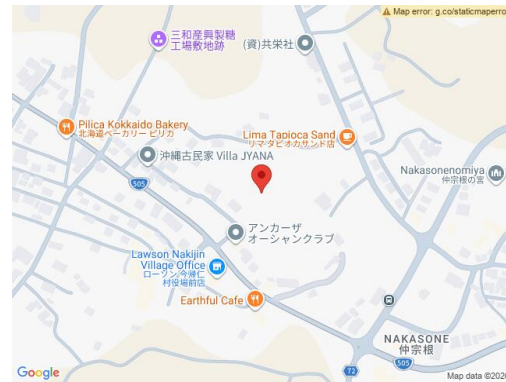 Map error: g.co/staticmaperro
三和産興製糖
工場敷地跡
(資)共栄社
Pilica Kokkaido Bakery
北海道ベーカリー ピリカ
Lima Tapioca Sand
リマ タピオカサンド店
沖縄古民家 Villa JYANA
Nakasonenomiya
仲宗根の宮
505
アンカーザ
オーシャンクラブ
Lawson Nakijin
Village Office
ローソン 今帰仁
村役場前店
Earthful Cafe
NAKASONE
仲宗根
505
72
Google
Map data ©2026